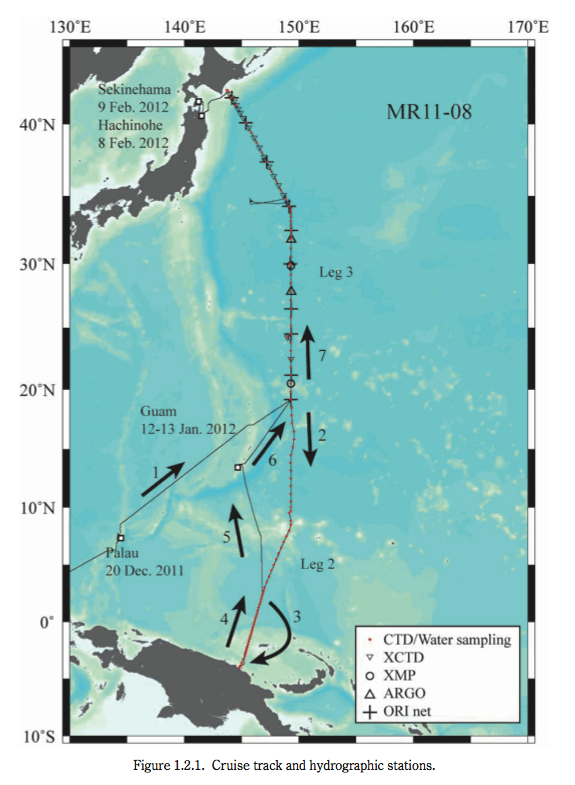 130°E 140°E 150°E 160°E 170°E
Sekinehama
9 Feb. 2012
Hachinohe
8 Feb. 2012
MR11-08
40°N
30°N
Leg 3
7
20°N
Guam
12-13 Jan. 2012
2
6
1
10°N
5
Palau
20 Dec. 2011
Leg 2
4
3
0°
CTD/Water sampling
XCTD
XMP
ARGO
ORI net
10°S
Figure 1.2.1. Cruise track and hydrographic stations.